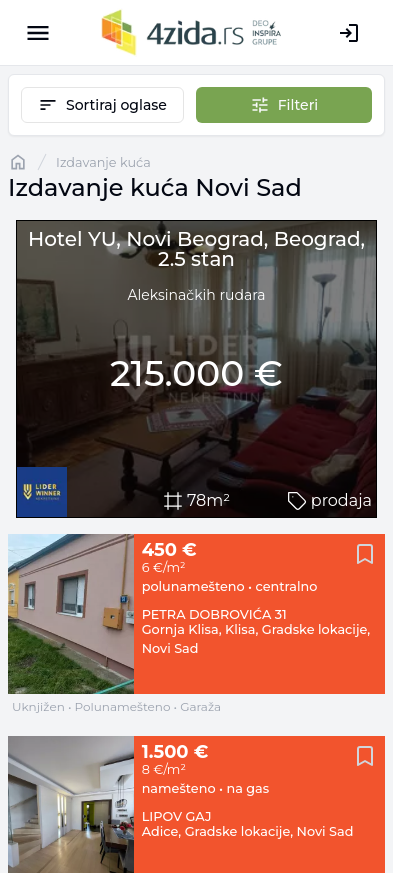 4zida.rs
DEO
INSPIRA
GRUPE
Sortiraj oglase
Filteri
/ Izdavanje kuća
Izdavanje kuća Novi Sad
Hotel YU, Novi Beograd, Beograd,
2.5 stan
Aleksinačkih rudara
LIDER
NEKRETNINE
215.000 €
LIDER
WINNER
78m²
prodaja
450 €
6 €/m²
polunamešteno • centralno
PETRA DOBROVIĆA 31
Gornja Klisa, Klisa, Gradske lokacije,
Novi Sad
Uknjižen • Polunamešteno • Garaža
1.500 €
8 €/m²
namešteno • na gas
LIPOV GAJ
Adice, Gradske lokacije, Novi Sad